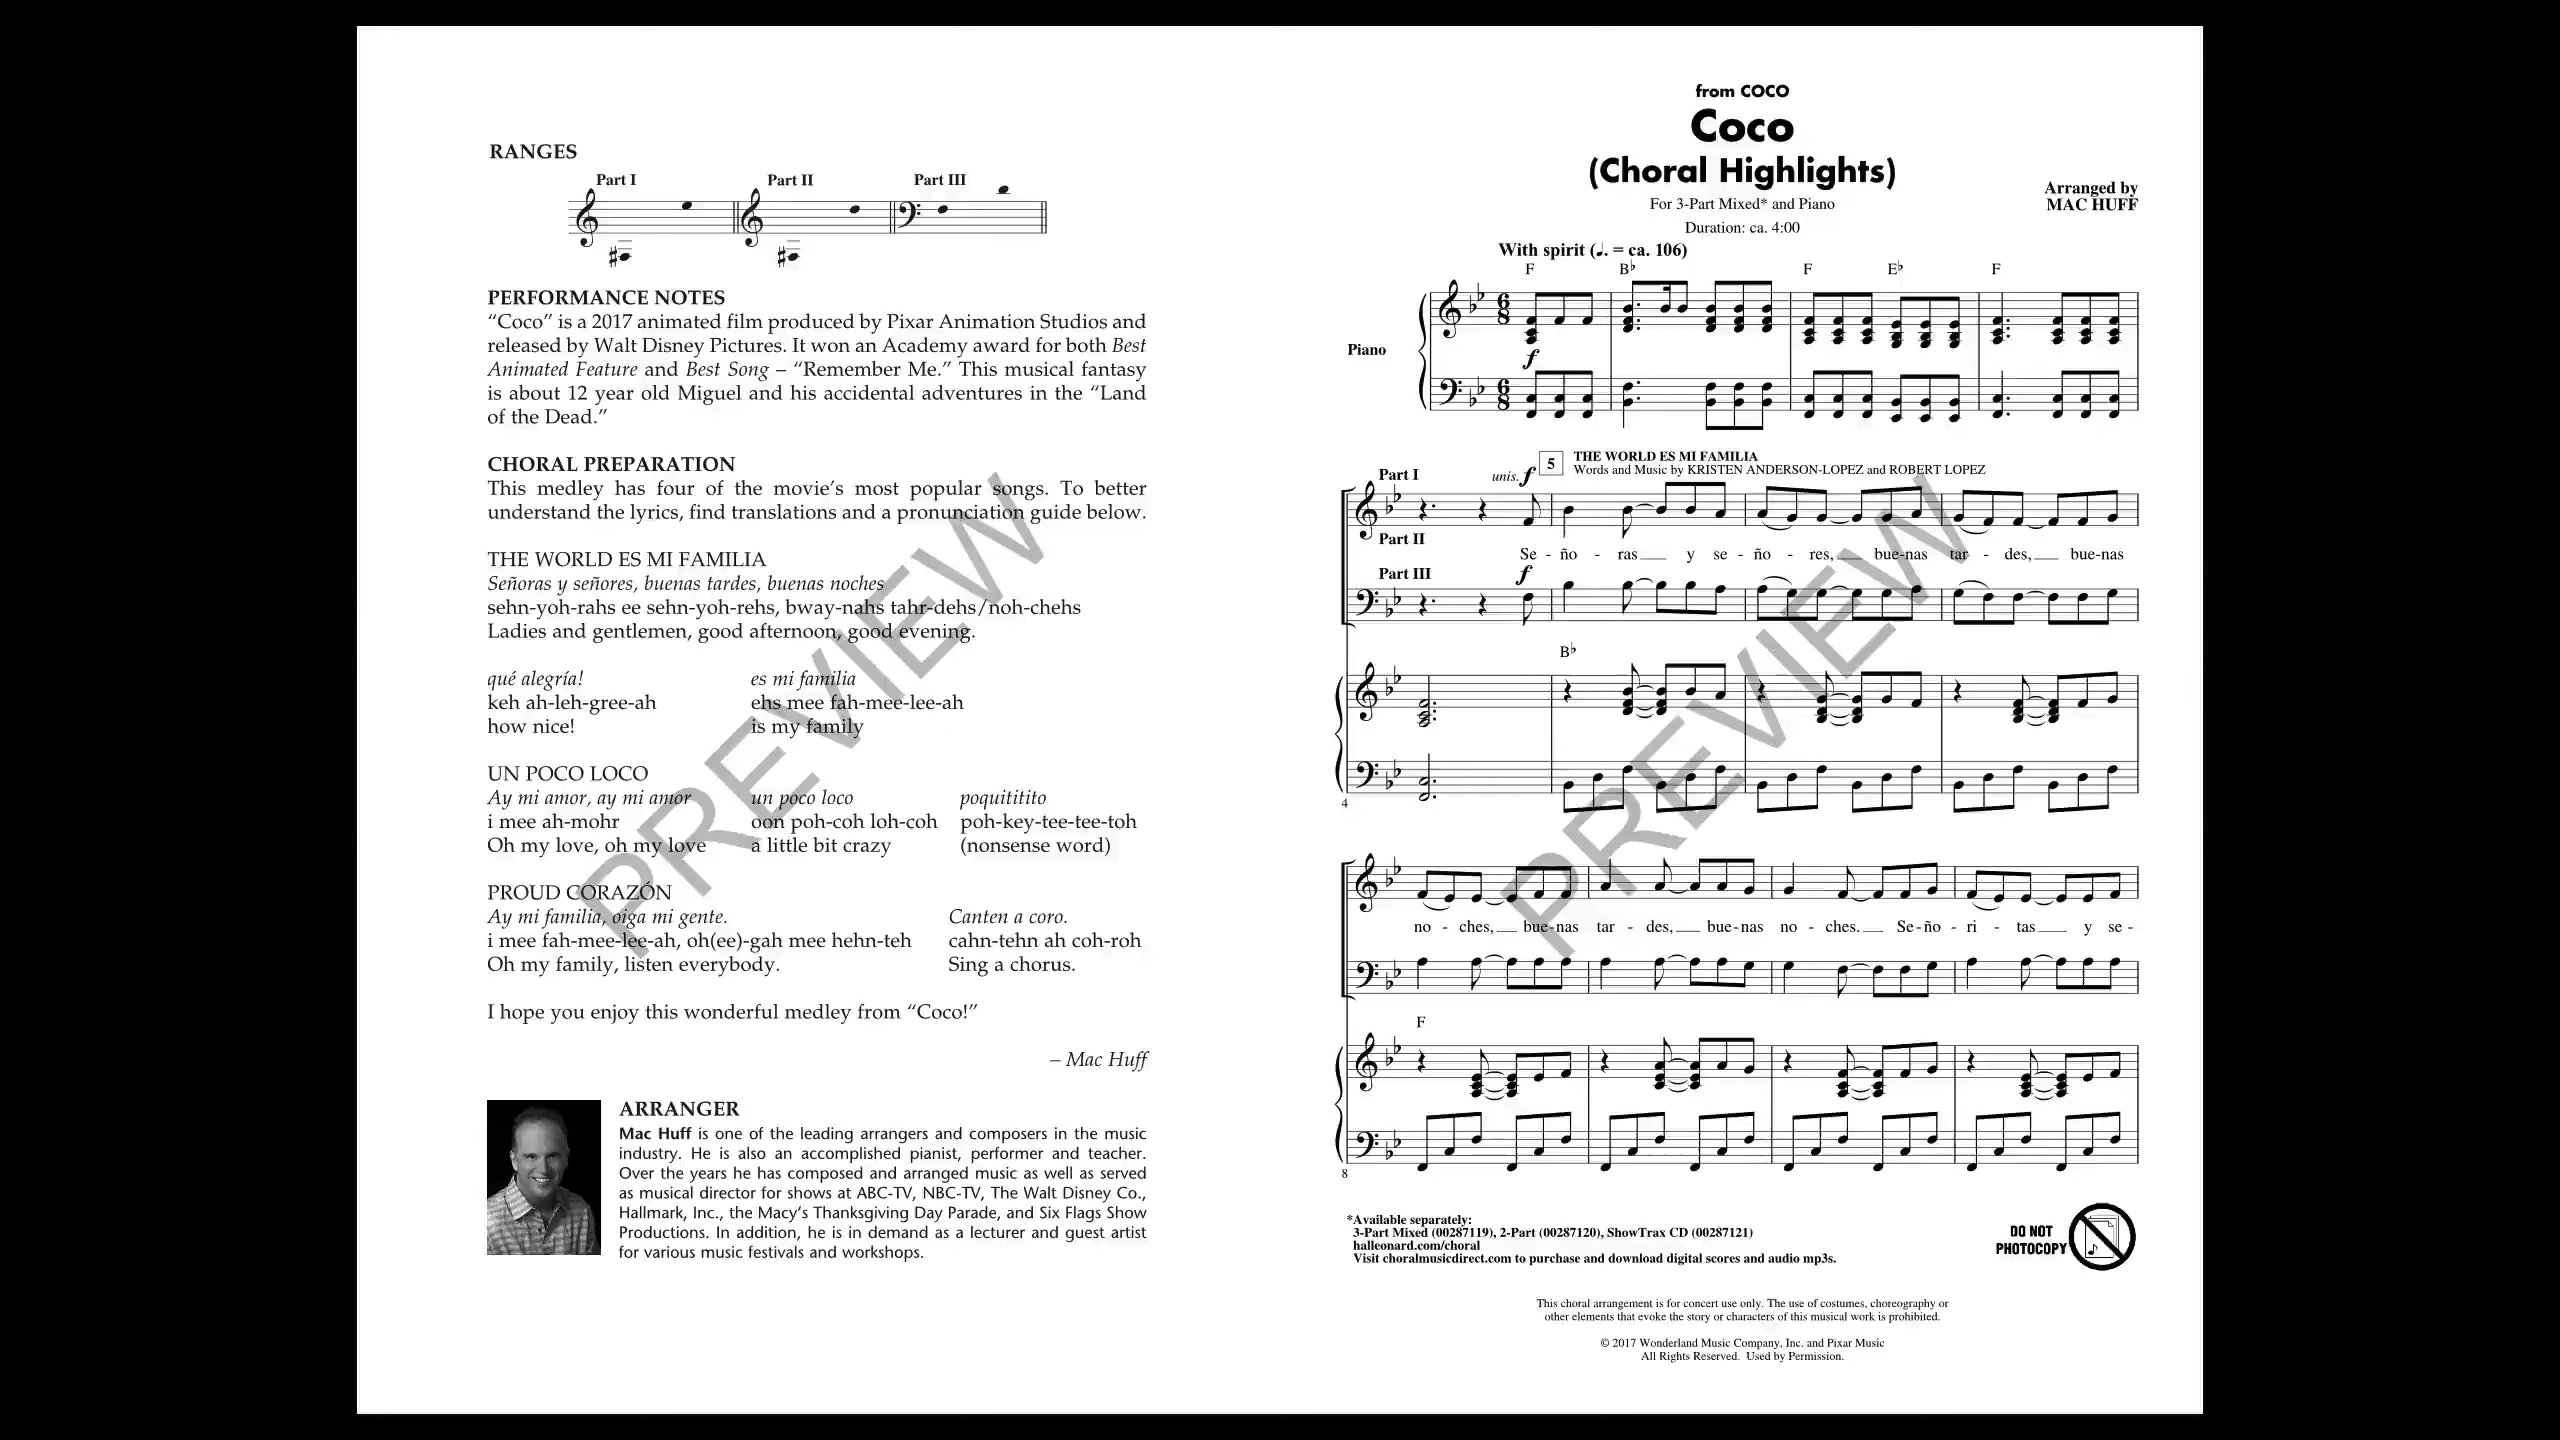 RANGES
Part I Part II Part III
PERFORMANCE NOTES
“Coco” is a 2017 animated film produced by Pixar Animation Studios and
released by Walt Disney Pictures. It won an Academy award for both Best
Animated Feature and Best Song – “Remember Me.” This musical fantasy
is about 12 year old Miguel and his accidental adventures in the “Land
of the Dead.”
CHORAL PREPARATION
This medley has four of the movie’s most popular songs. To better
understand the lyrics, find translations and a pronunciation guide below.
THE WORLD ES MI FAMILIA
Señoras y señores, buenas tardes, buenas noches
sehn-yoh-rahs ee sehn-yoh-rehs, bway-nahs tahr-dehs/noh-chehs
Ladies and gentlemen, good afternoon, good evening.
qué alegría! es mi familia
keh ah-leh-gree-ah ehs mee fah-mee-lee-ah
how nice! is my family
UN POCO LOCO
Ay mi amor, ay mi amor un poco loco poquititito
i mee ah-mohr oon poh-coh loh-coh poh-key-tee-tee-toh
Oh my love, oh my love a little bit crazy (nonsense word)
PROUD CORAZÓN
Ay mi familia, oiga mi gente. Canten a coro.
i mee fah-mee-lee-ah, oh(ee)-gah mee hehn-teh cahn-tehn ah coh-roh
Oh my family, listen everybody. Sing a chorus.
I hope you enjoy this wonderful medley from “Coco!”
– Mac Huff
ARRANGER
Mac Huff is one of the leading arrangers and composers in the music
industry. He is also an accomplished pianist, performer and teacher.
Over the years he has composed and arranged music as well as served
as musical director for shows at ABC-TV, NBC-TV, The Walt Disney Co.,
Hallmark, Inc., the Macy’s Thanksgiving Day Parade, and Six Flags Show
Productions. In addition, he is in demand as a lecturer and guest artist
for various music festivals and workshops.
PREVIEW
from COCO
Coco
(Choral Highlights)
For 3-Part Mixed* and Piano
Duration: ca. 4:00
Arranged by
MAC HUFF
With spirit (♩. = ca. 106)
F B♭ F E♭ F
Piano
f
6 8
6 8
5 THE WORLD ES MI FAMILIA
Words and Music by KRISTEN ANDERSON-LOPEZ and ROBERT LOPEZ
Part I unis. f
Part II
Se - ño - ras y se - ño - res, bue-nas tar - des, bue-nas
Part III f
B♭
4
no - ches, bue-nas tar - des, bue-nas no - ches. Se-ño - ri - tas y se -
F
8
PREVIEW
*Available separately:
3-Part Mixed (00287119), 2-Part (00287120), ShowTrax CD (00287121)
halleonard.com/choral
Visit choralmusicdirect.com to purchase and download digital scores and audio mp3s.
DO NOT
PHOTOCOPY
This choral arrangement is for concert use only. The use of costumes, choreography or
other elements that evoke the story or characters of this musical work is prohibited.
© 2017 Wonderland Music Company, Inc. and Pixar Music
All Rights Reserved. Used by Permission.